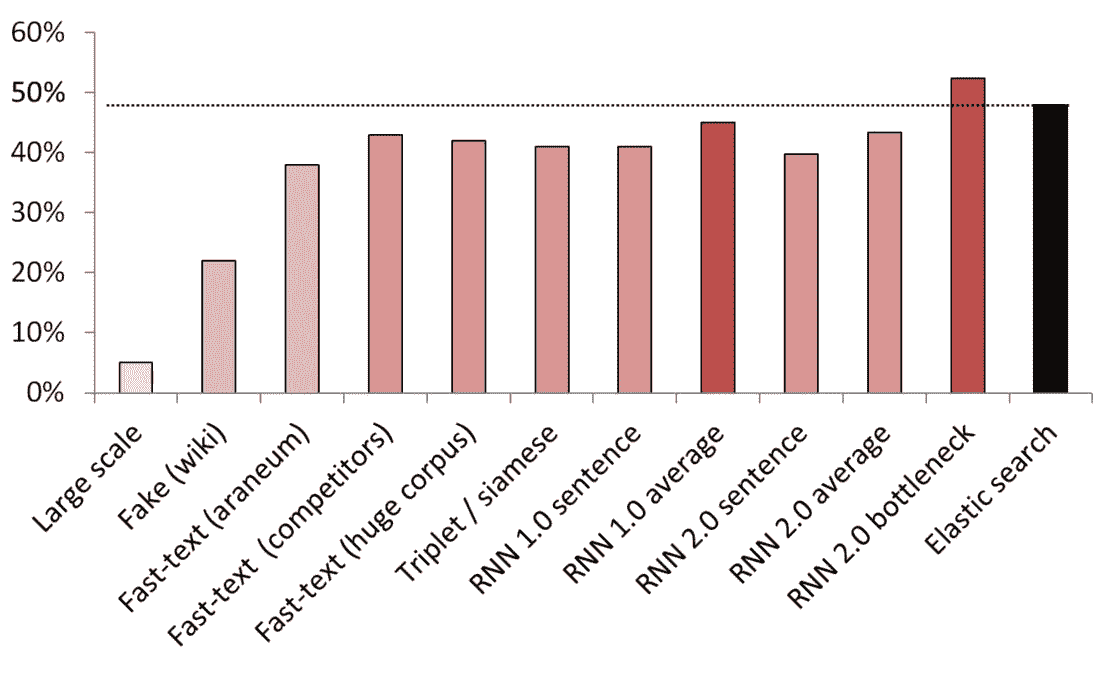 60%
50%
40%
30%
20%
10%
0%
Large scale
Fake (wiki)
Fast-text (araneum)
Fast-text (competitors)
Fast-text (huge corpus)
Triplet / siamese
RNN 1.0 sentence
RNN 1.0 average
RNN 2.0 sentence
RNN 2.0 average
RNN 2.0 bottleneck
Elastic search